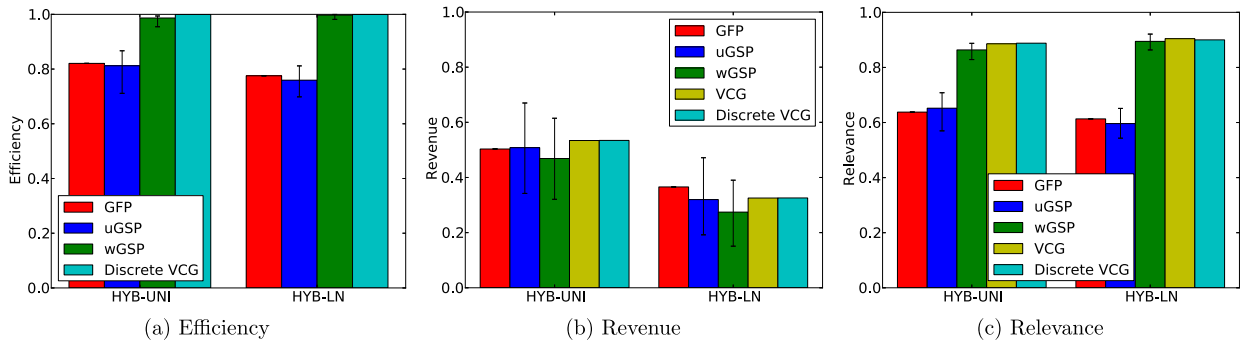 1.0
0.8
0.6
0.4
0.2
0.0
Efficiency
GFP
uGSP
wGSP
Discrete VCG
HYB-UNI
HYB-LN
(a) Efficiency
1.0
0.8
0.6
0.4
0.2
0.0
Revenue
GFP
uGSP
wGSP
VCG
Discrete VCG
HYB-UNI
HYB-LN
(b) Revenue
1.0
0.8
0.6
0.4
0.2
0.0
Relevance
GFP
uGSP
wGSP
VCG
Discrete VCG
HYB-UNI
HYB-LN
(c) Relevance